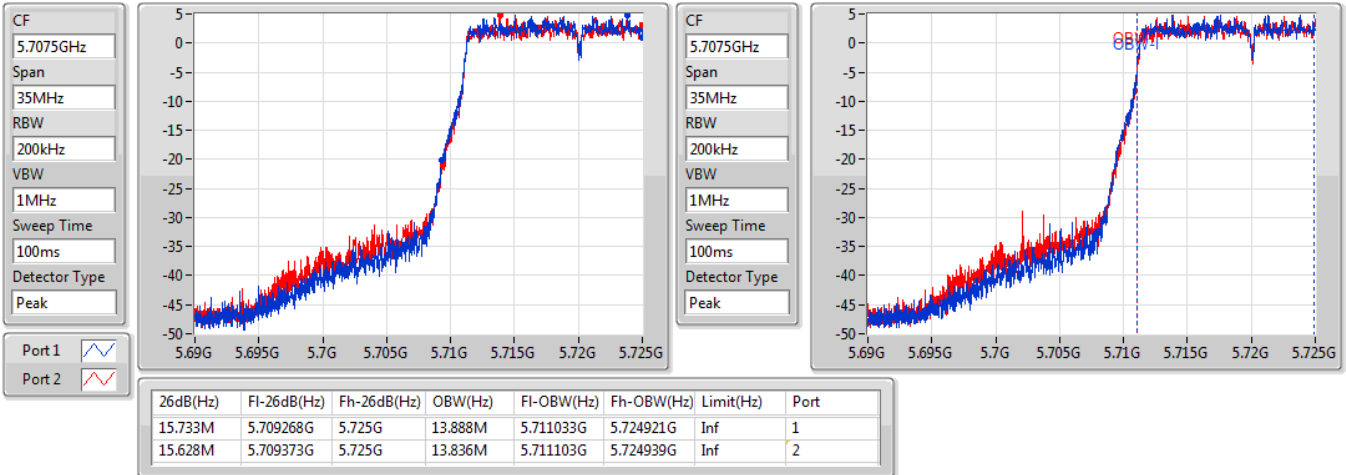 CF
5.7075GHz
Span
35MHz
RBW
200kHz
VBW
1MHz
Sweep Time
100ms
Detector Type
Peak
Port 1
Port 2
5
0
-5
-10
-15
-20
-25
-30
-35
-40
-45
-50
5.69G 5.695G 5.7G 5.705G 5.71G 5.715G 5.72G 5.725G
CF
5.7075GHz
Span
35MHz
RBW
200kHz
VBW
1MHz
Sweep Time
100ms
Detector Type
Peak
5
0
-5
-10
-15
-20
-25
-30
-35
-40
-45
-50
5.69G 5.695G 5.7G 5.705G 5.71G 5.715G 5.72G 5.725G
26dB(Hz) Fl-26dB(Hz) Fh-26dB(Hz) OBW(Hz) Fl-OBW(Hz) Fh-OBW(Hz) Limit(Hz) Port
15.733M 5.709268G 5.725G 13.888M 5.711033G 5.724921G Inf 1
15.628M 5.709373G 5.725G 13.836M 5.711103G 5.724939G Inf 2